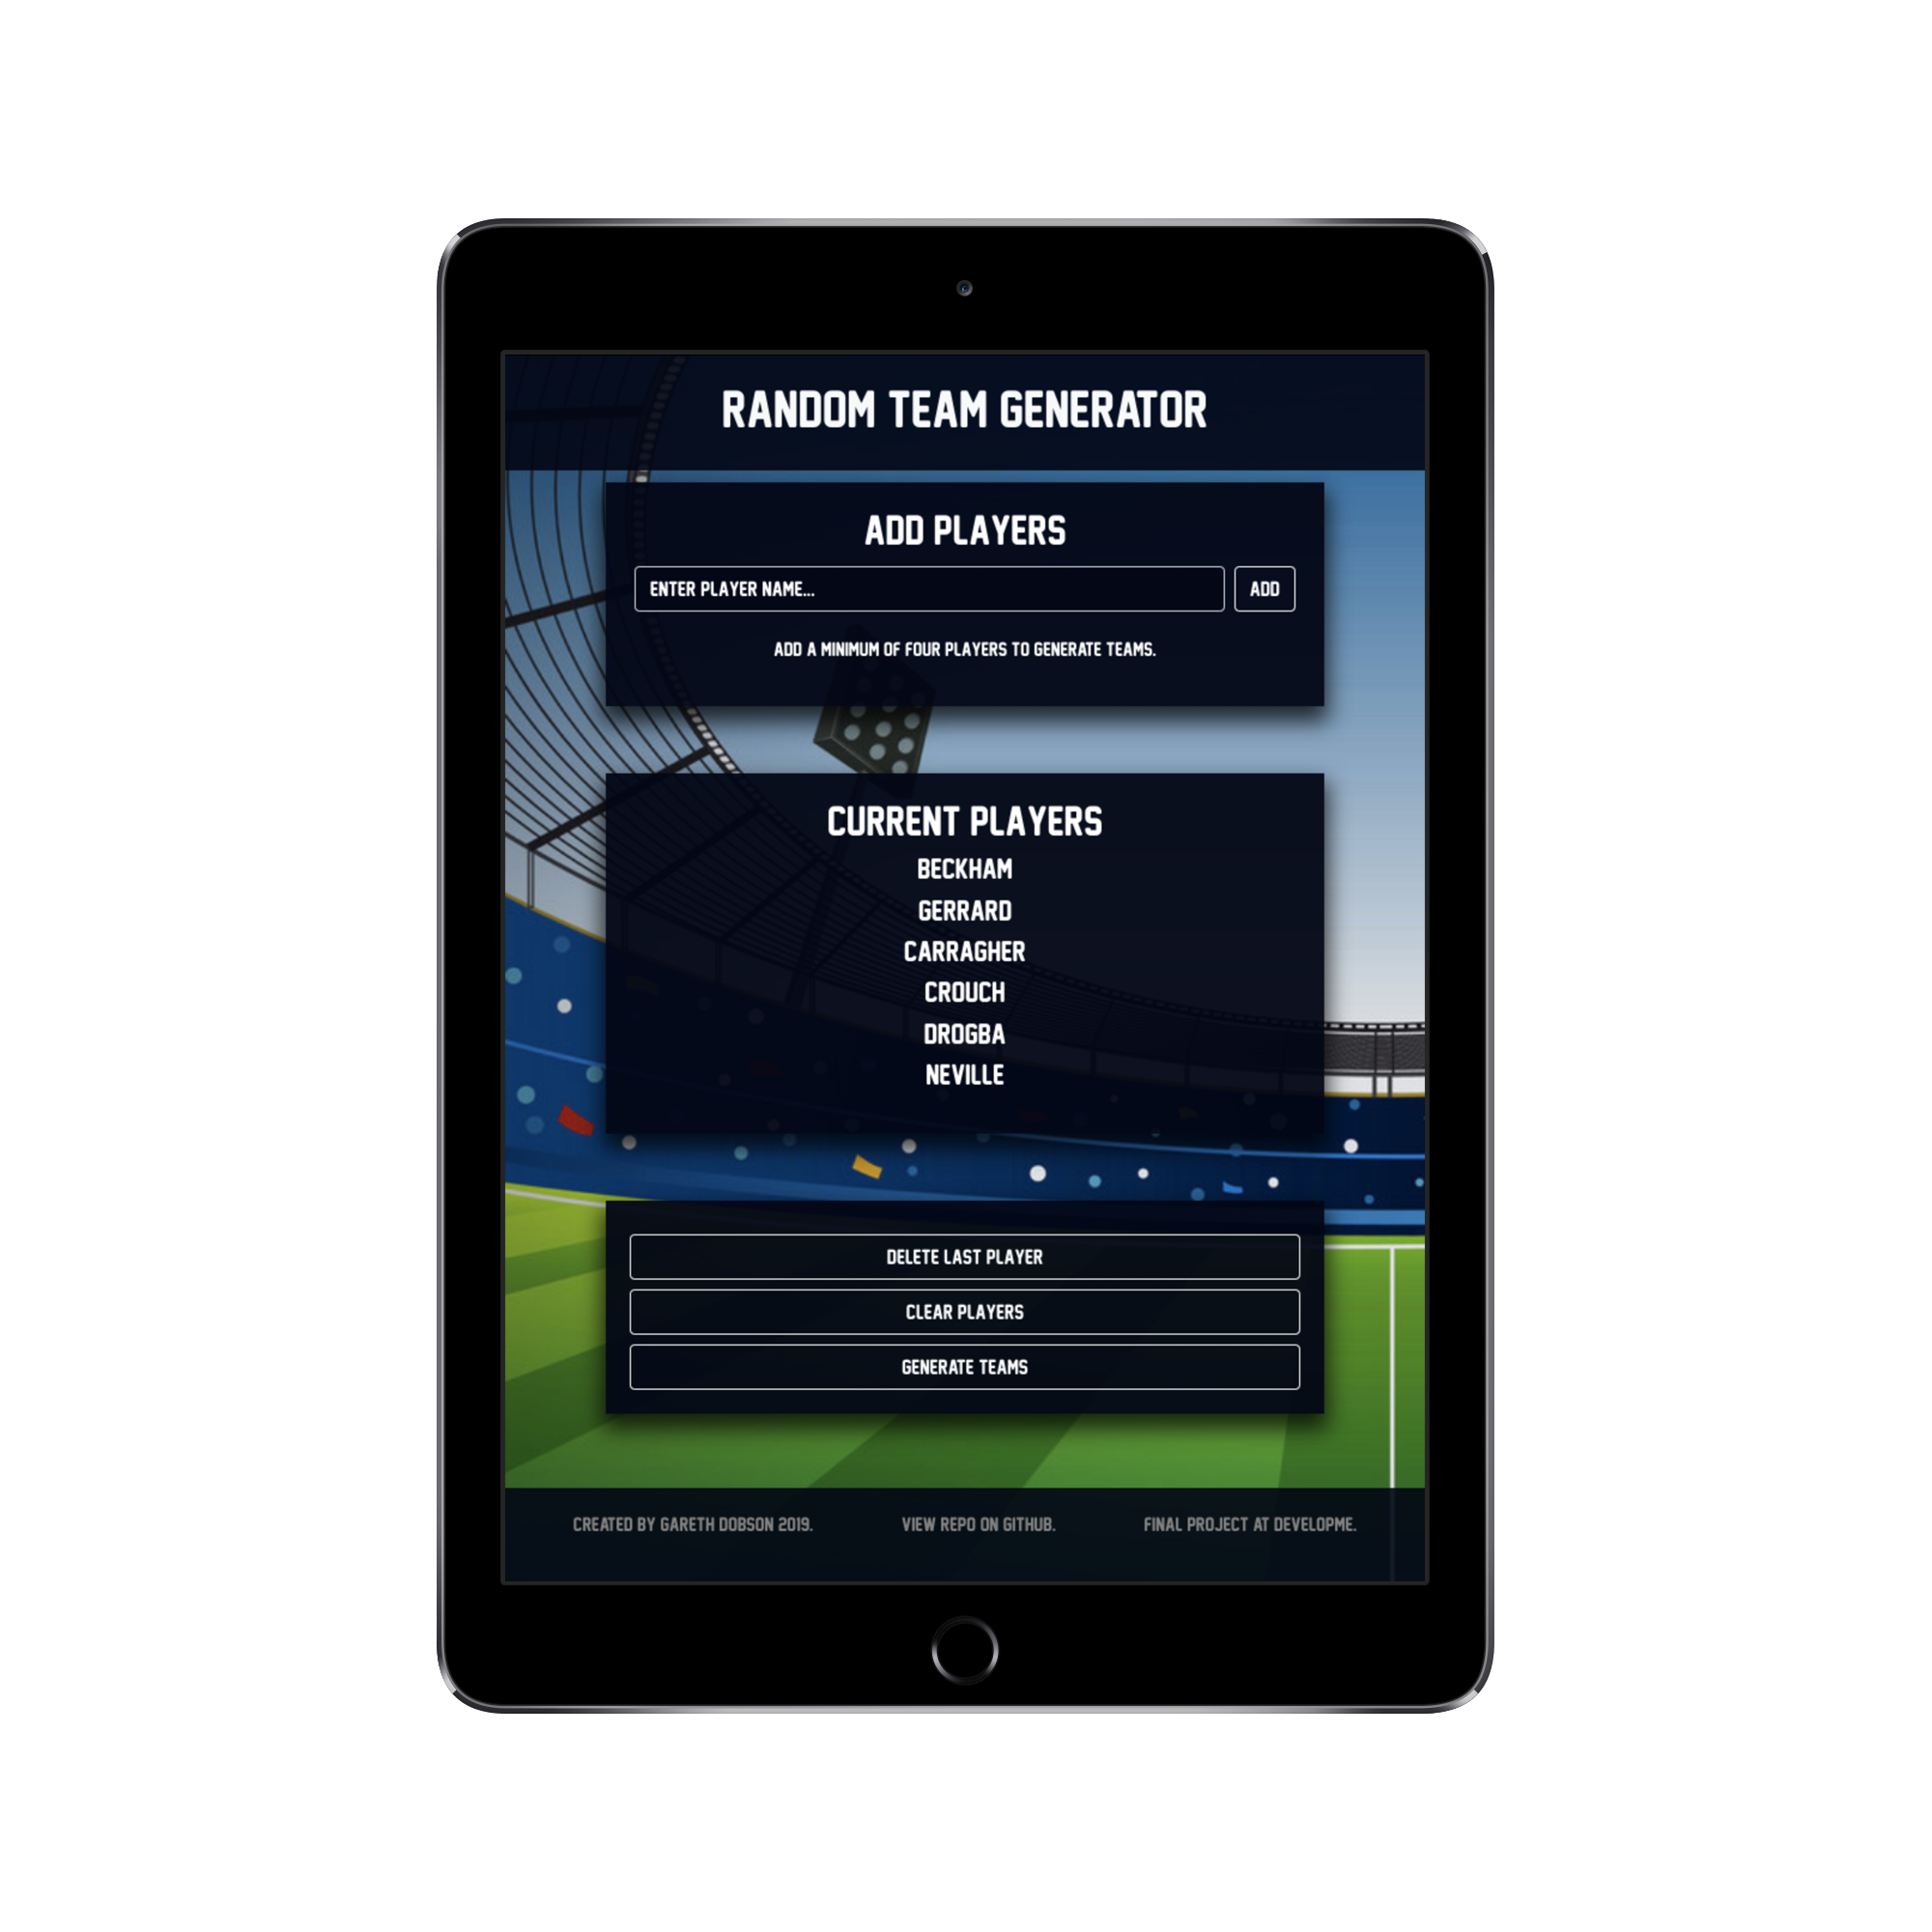 RANDOM TEAM GENERATOR
ADD PLAYERS
ENTER PLAYER NAME...
ADD
ADD A MINIMUM OF FOUR PLAYERS TO GENERATE TEAMS.
CURRENT PLAYERS
BECKHAM
GERRARD
CARRAGHER
CROUCH
DROGBA
NEVILLE
DELETE LAST PLAYER
CLEAR PLAYERS
GENERATE TEAMS
CREATED BY GARETH DOBSON 2019.
VIEW REPO ON GITHUB.
FINAL PROJECT AT DEVELOPME.